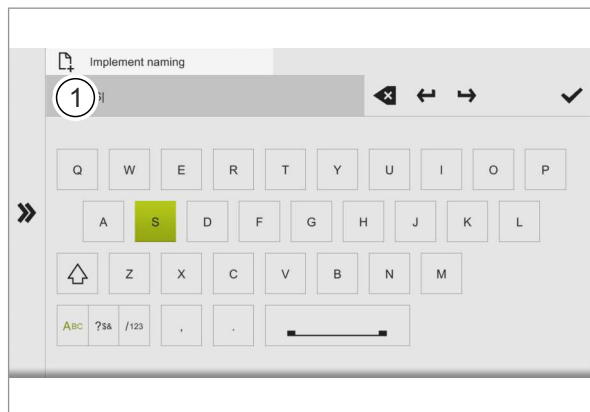 Implement naming
1 S|
Q W E R T Y U I O P
A S D F G H J K L
Z X C V B N M
ABC ?$& /123 , .